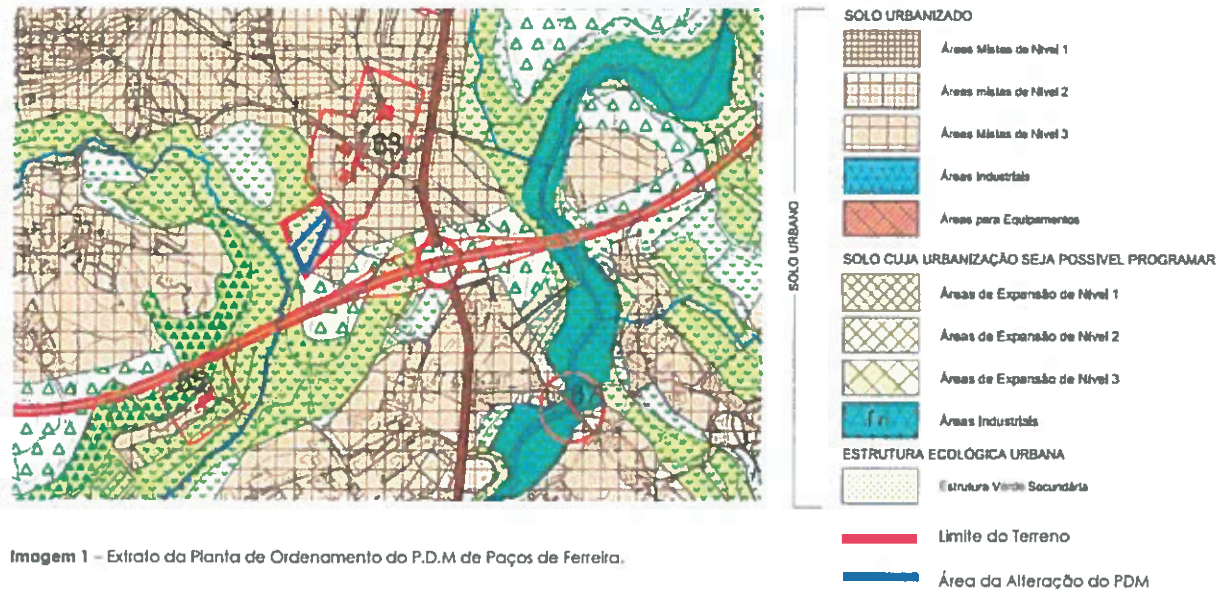 SOLO URBANIZADO
Áreas Mistas de Nível 1
Áreas mistas de Nível 2
Áreas Mistas de Nível 3
Áreas Industriais
Áreas para Equipamentos
SOLO URBANO
SOLO CUJA URBANIZAÇÃO SEJA POSSIVEL PROGRAMAR
Áreas de Expansão de Nível 1
Áreas de Expansão de Nível 2
Áreas de Expansão de Nível 3
Áreas Industriais
ESTRUTURA ECOLÓGICA URBANA
Estrutura Verde Secundária
Limite do Terreno
Área da Alteração do PDM
Imagem 1 – Extrato da Planta de Ordenamento do P.D.M de Paços de Ferreira.